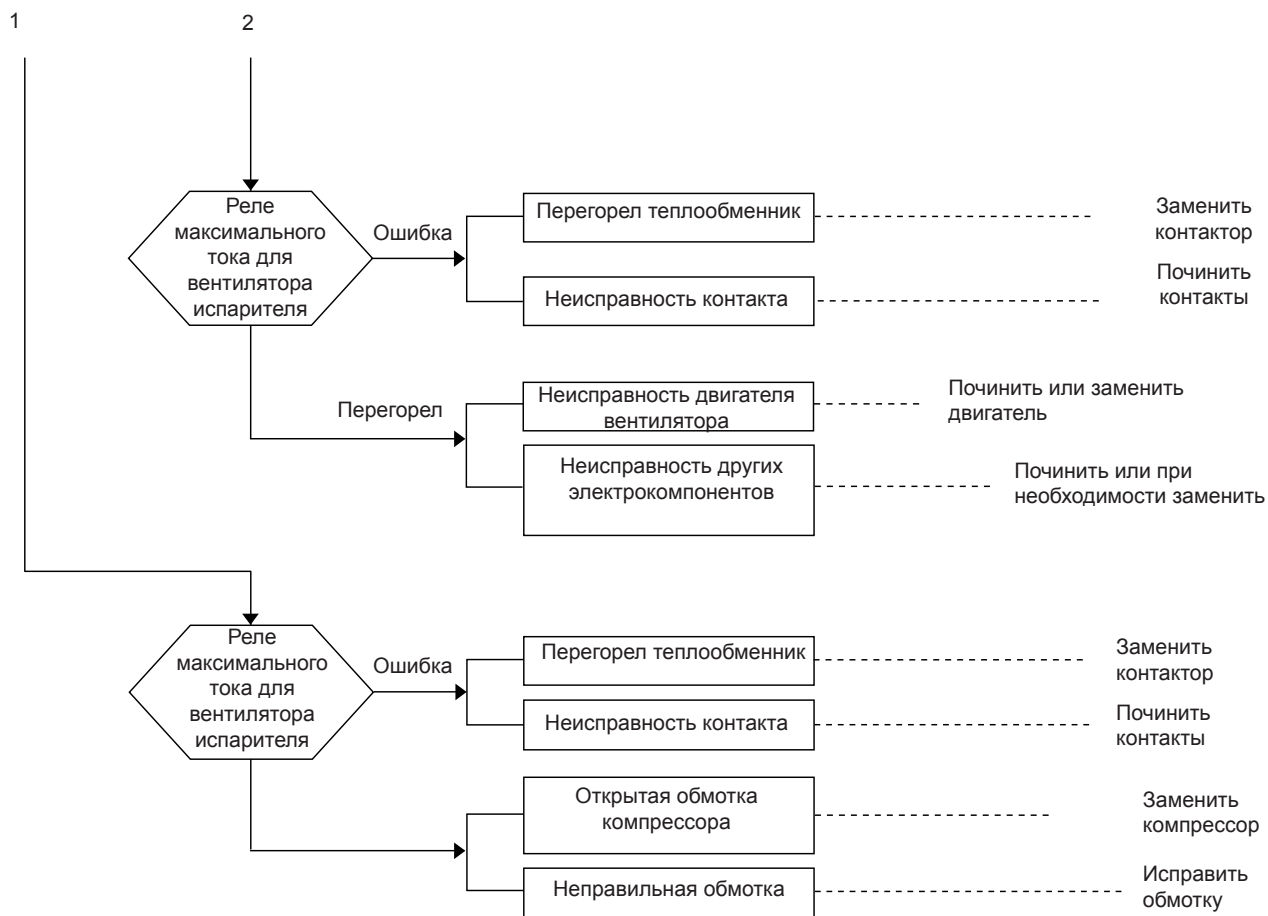 1
2
Реле
максимального
тока для
вентилятора
испарителя
Ошибка
Перегорел теплообменник
Заменить
контактор
Неисправность контакта
Починить
контакты
Перегорел
Неисправность двигателя
вентилятора
Починить или заменить
двигатель
Неисправность других
электрокомпонентов
Починить или при
необходимости заменить
Реле
максимального
тока для
вентилятора
испарителя
Ошибка
Перегорел теплообменник
Заменить
контактор
Неисправность контакта
Починить
контакты
Открытая обмотка
компрессора
Заменить
компрессор
Неправильная обмотка
Исправить
обмотку